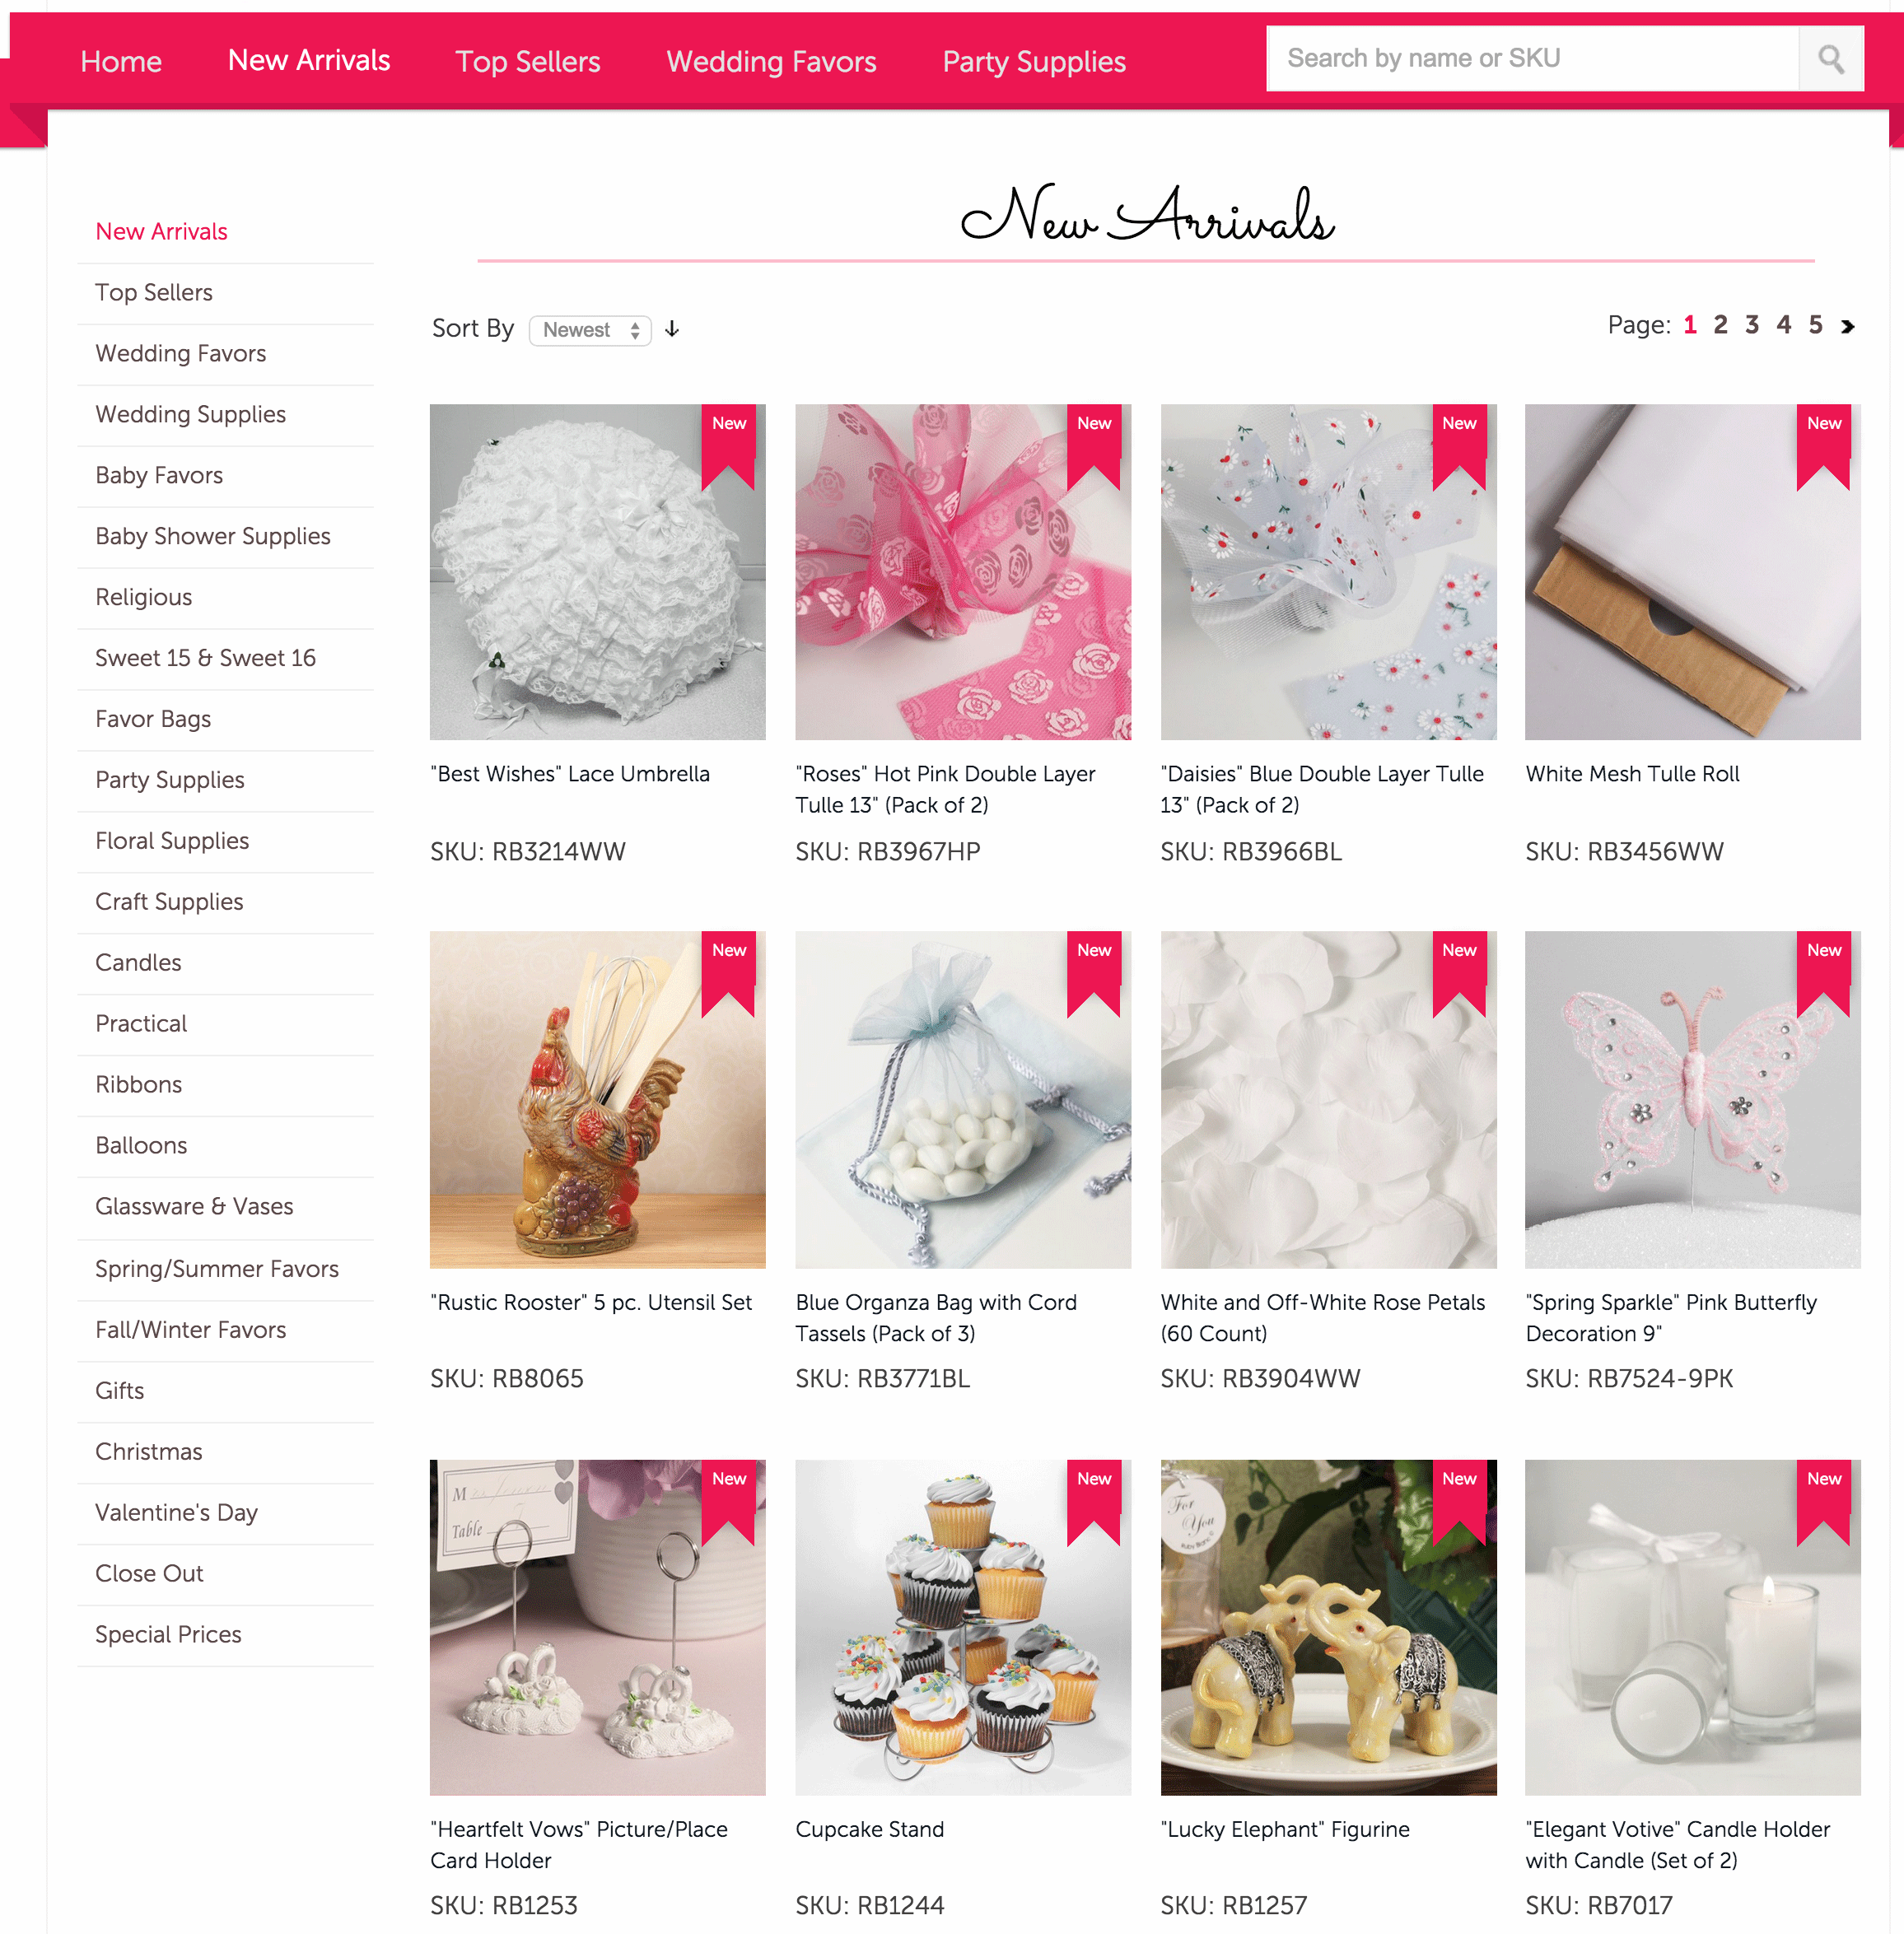 Home New Arrivals Top Sellers Wedding Favors Party Supplies Search by name or SKU
New Arrivals
New Arrivals
Top Sellers
Wedding Favors
Wedding Supplies
Baby Favors
Baby Shower Supplies
Religious
Sweet 15 & Sweet 16
Favor Bags
Party Supplies
Floral Supplies
Craft Supplies
Candles
Practical
Ribbons
Balloons
Glassware & Vases
Spring/Summer Favors
Fall/Winter Favors
Gifts
Christmas
Valentine's Day
Close Out
Special Prices
Sort By Newest
Page: 1 2 3 4 5
New
"Best Wishes" Lace Umbrella
SKU: RB3214WW
New
"Roses" Hot Pink Double Layer
Tulle 13" (Pack of 2)
SKU: RB3967HP
New
"Daisies" Blue Double Layer Tulle
13" (Pack of 2)
SKU: RB3966BL
New
White Mesh Tulle Roll
SKU: RB3456WW
New
"Rustic Rooster" 5 pc. Utensil Set
SKU: RB8065
New
Blue Organza Bag with Cord
Tassels (Pack of 3)
SKU: RB3771BL
New
White and Off-White Rose Petals
(60 Count)
SKU: RB3904WW
New
"Spring Sparkle" Pink Butterfly
Decoration 9"
SKU: RB7524-9PK
New
M
Table
"Heartfelt Vows" Picture/Place
Card Holder
SKU: RB1253
New
Cupcake Stand
SKU: RB1244
New
For
You
"Lucky Elephant" Figurine
SKU: RB1257
New
"Elegant Votive" Candle Holder
with Candle (Set of 2)
SKU: RB7017